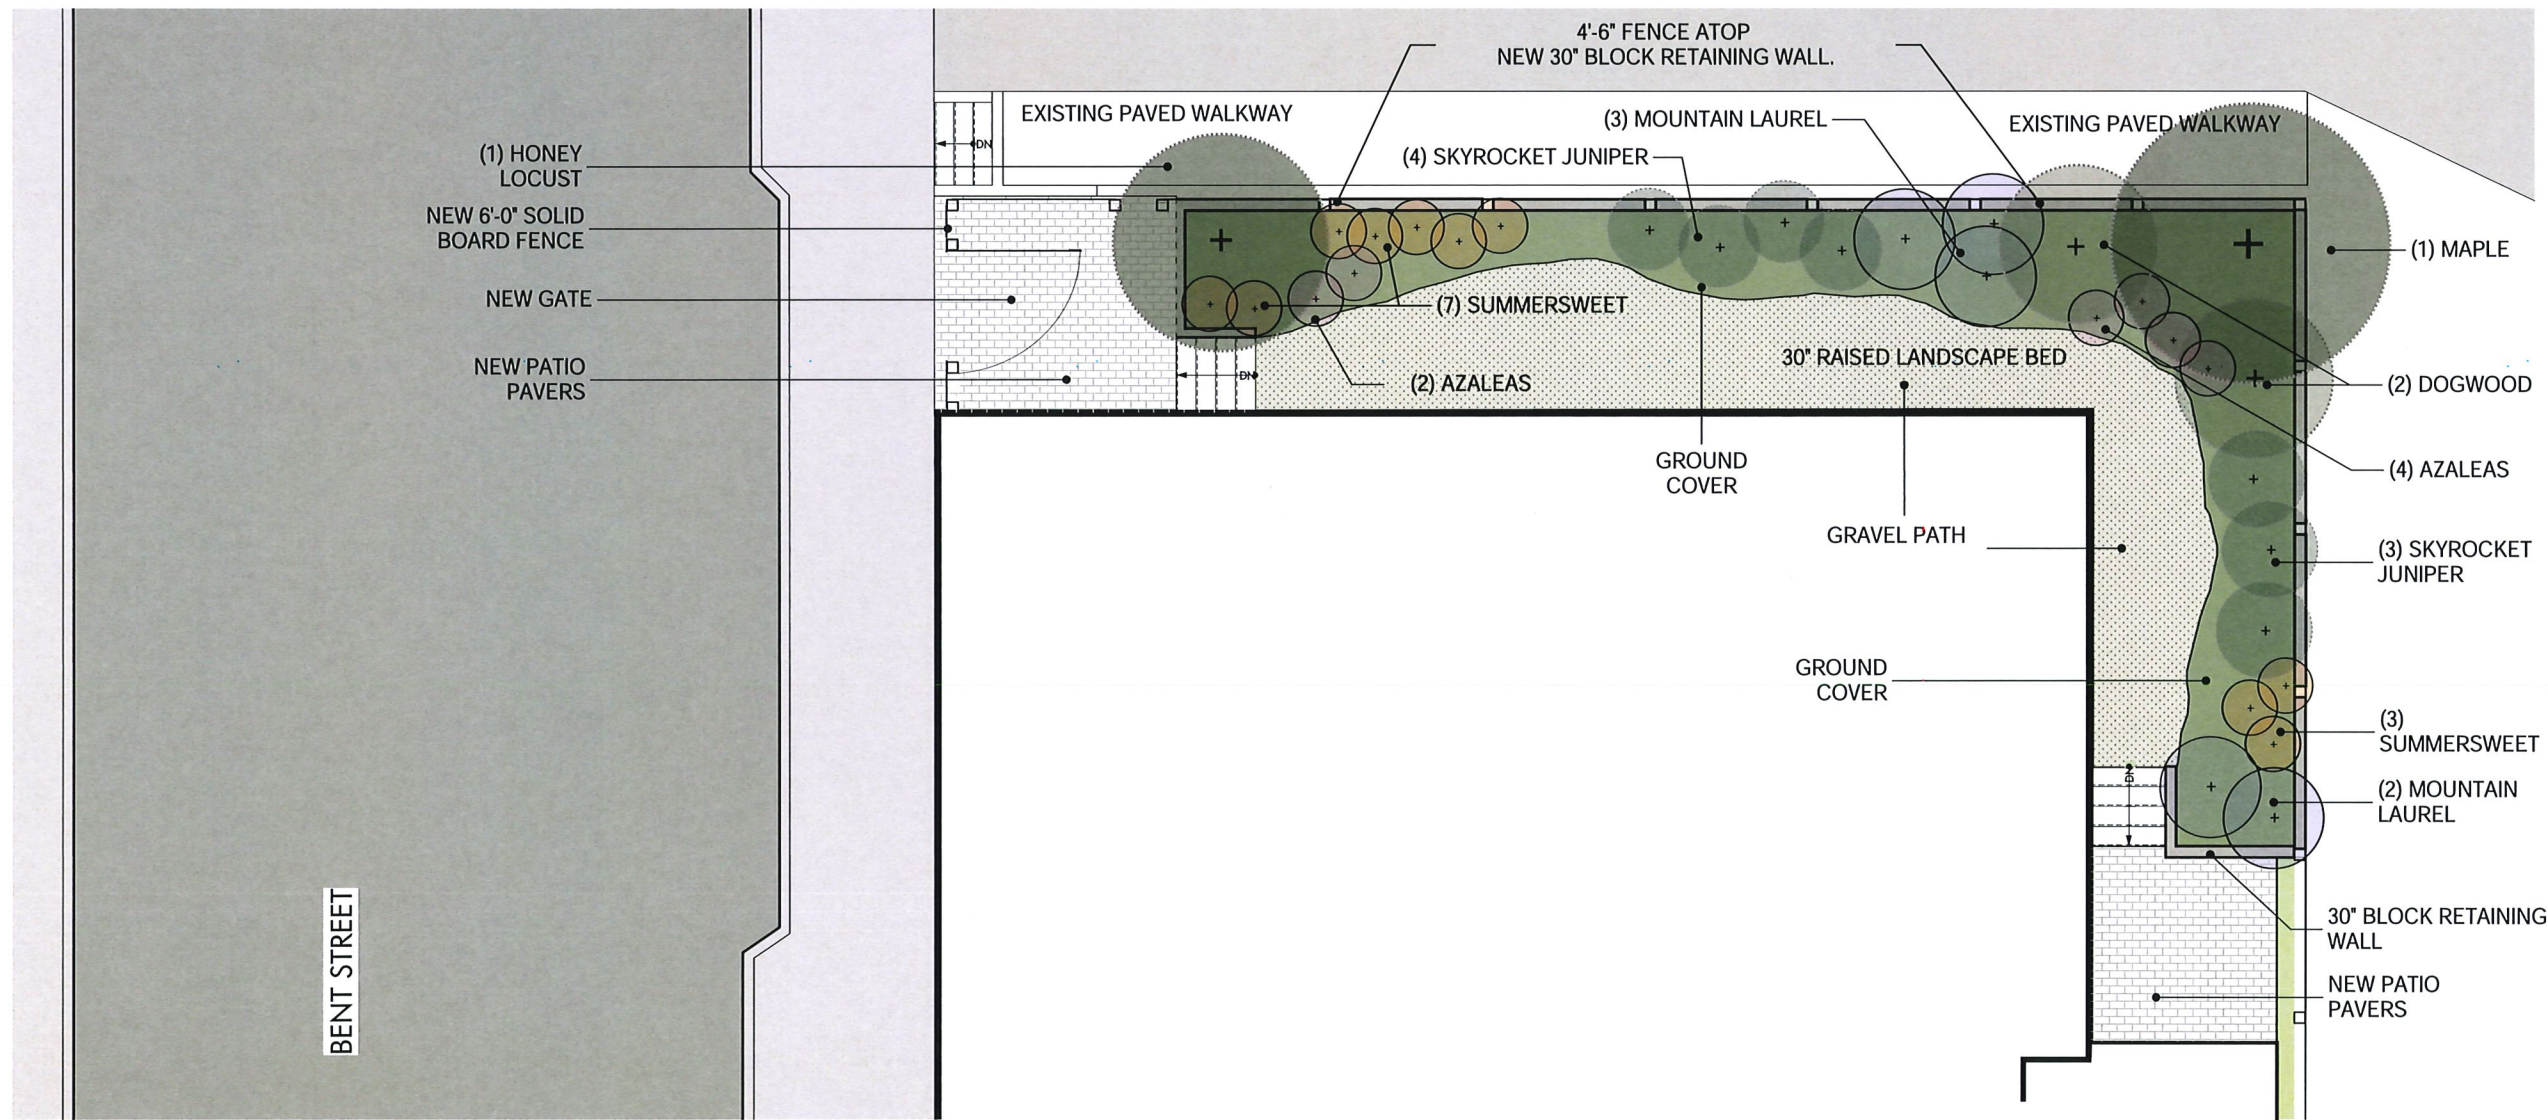 4'-6" FENCE ATOP
NEW 30" BLOCK RETAINING WALL.
EXISTING PAVED WALKWAY
(3) MOUNTAIN LAUREL
EXISTING PAVED WALKWAY
(1) HONEY
LOCUST
DN
(4) SKYROCKET JUNIPER
NEW 6'-0" SOLID
BOARD FENCE
(1) MAPLE
NEW GATE
(7) SUMMERSWEET
30" RAISED LANDSCAPE BED
NEW PATIO
PAVERS
DN
(2) AZALEAS
(2) DOGWOOD
GROUND
COVER
(4) AZALEAS
GRAVEL PATH
(3) SKYROCKET
JUNIPER
GROUND
COVER
(3)
SUMMERSWEET
DN
(2) MOUNTAIN
LAUREL
30" BLOCK RETAINING
WALL
BENT STREET
NEW PATIO
PAVERS